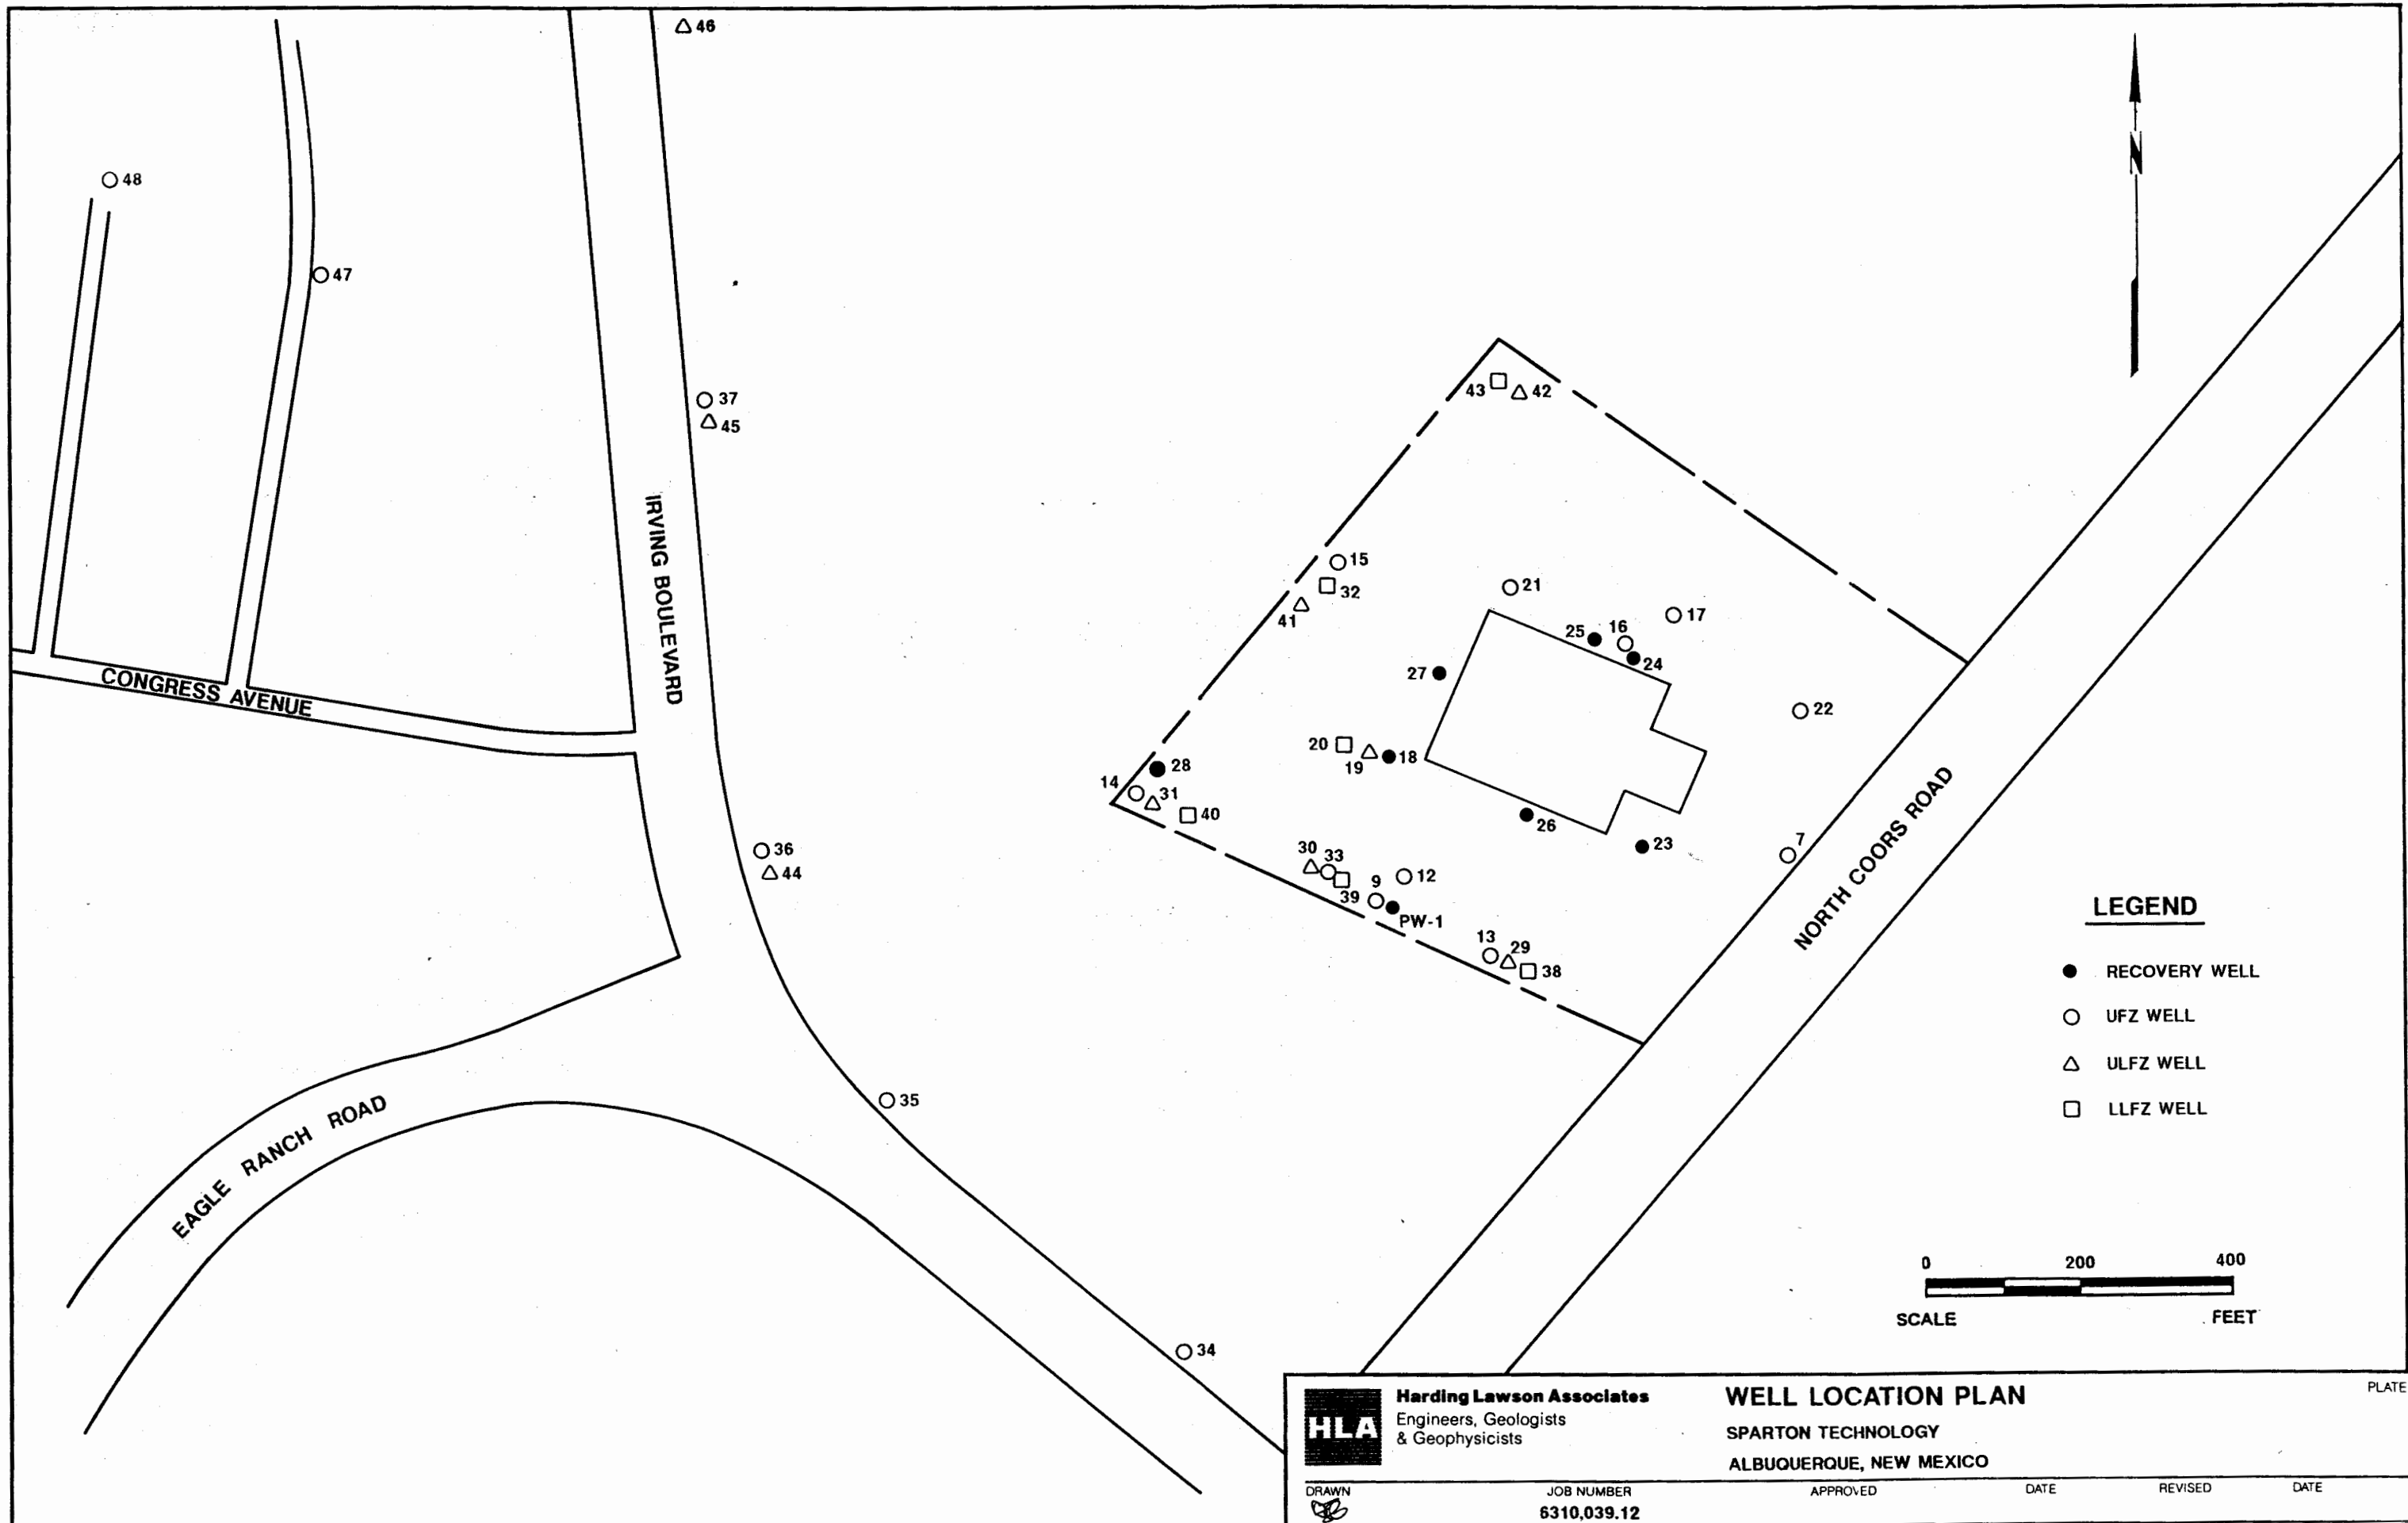 46
48
47
37
45
IRVING BOULEVARD
CONGRESS AVENUE
43
42
15
32
41
21
17
25
16
24
27
22
20
19
18
28
14
31
40
26
23
7
36
44
30
33
12
9
39
PW-1
13
29
38
NORTH COORS ROAD
N
LEGEND
RECOVERY WELL
UFZ WELL
ULFZ WELL
LLFZ WELL
35
EAGLE RANCH ROAD
34
0 200 400
SCALE FEET
HLA
Harding Lawson Associates
Engineers, Geologists
& Geophysicists
WELL LOCATION PLAN
SPARTON TECHNOLOGY
ALBUQUERQUE, NEW MEXICO
PLATE
DRAWN JOB NUMBER APPROVED DATE REVISED DATE
6310,039.12